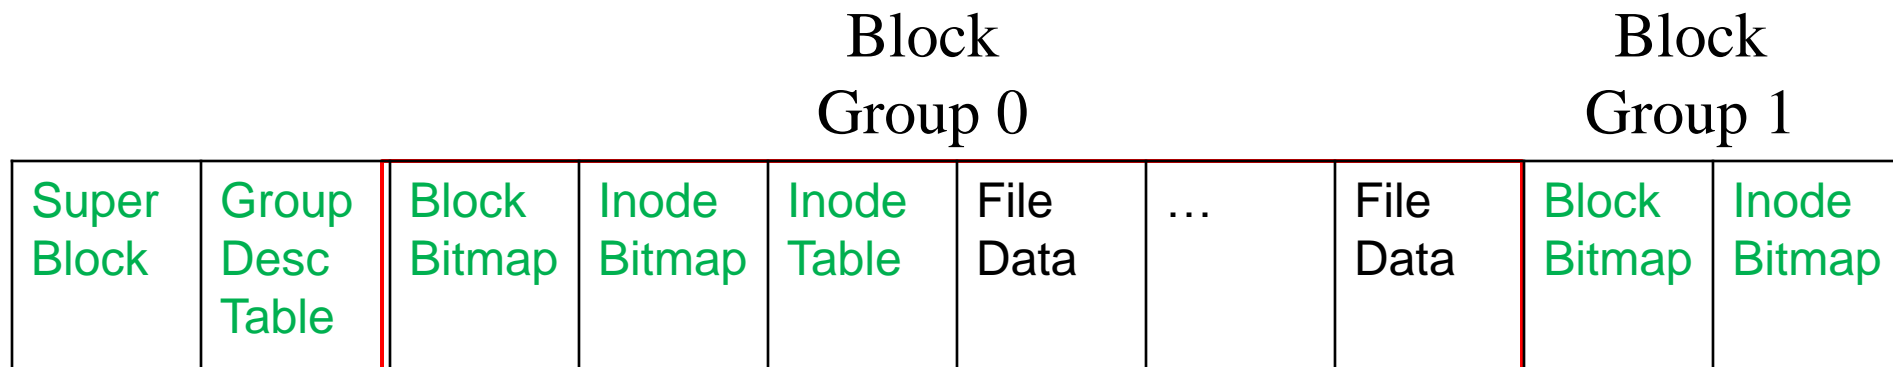 Block
Group 0
Block
Group 1
Super
Block
Group
Desc
Table
Block
Bitmap
Inode
Bitmap
Inode
Table
File
Data
…
File
Data
Block
Bitmap
Inode
Bitmap